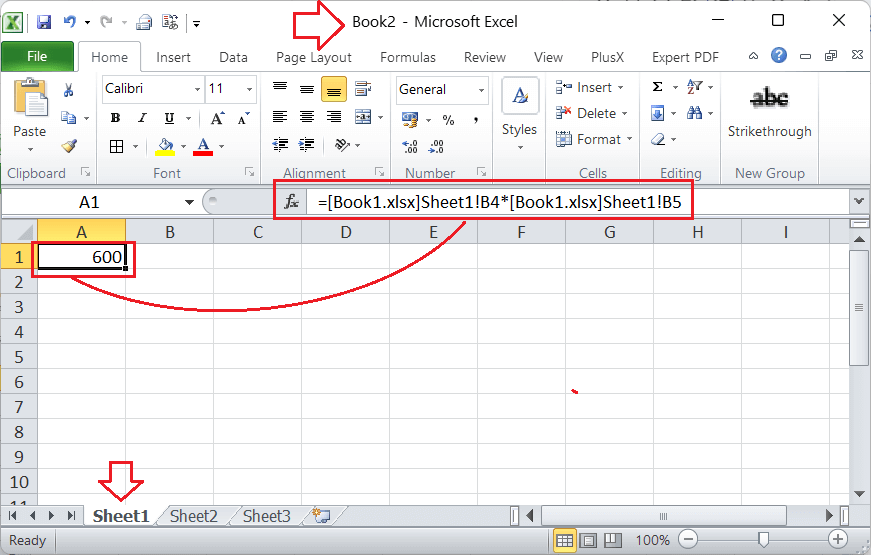 Book2 - Microsoft Excel
File Home Insert Data Page Layout Formulas Review View PlusX Expert PDF
Calibri 11 General Σ
Paste B I U A A % , Styles Insert Delete Format abc Strikethrough
Clipboard Font Alignment Number Cells Editing New Group
A1 fx =[Book1.xlsx]Sheet1!B4*[Book1.xlsx]Sheet1!B5
A B C D E F G H I
1 600
2
3
4
5
6
7
8
9
10
11
Sheet1 Sheet2 Sheet3
Ready 100%